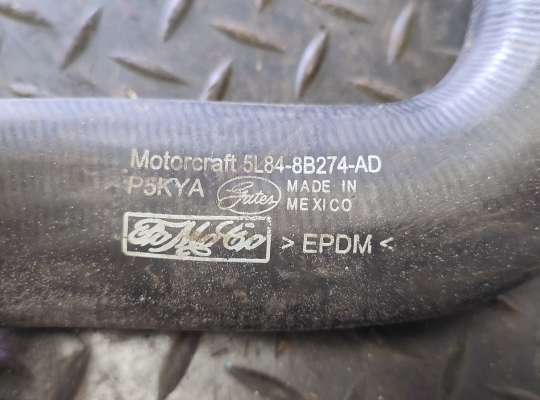 Motorcraft 5L84-8B274-AD
P5KYA Gates MADE IN
MEXICO
FoMoCo > EPDM <